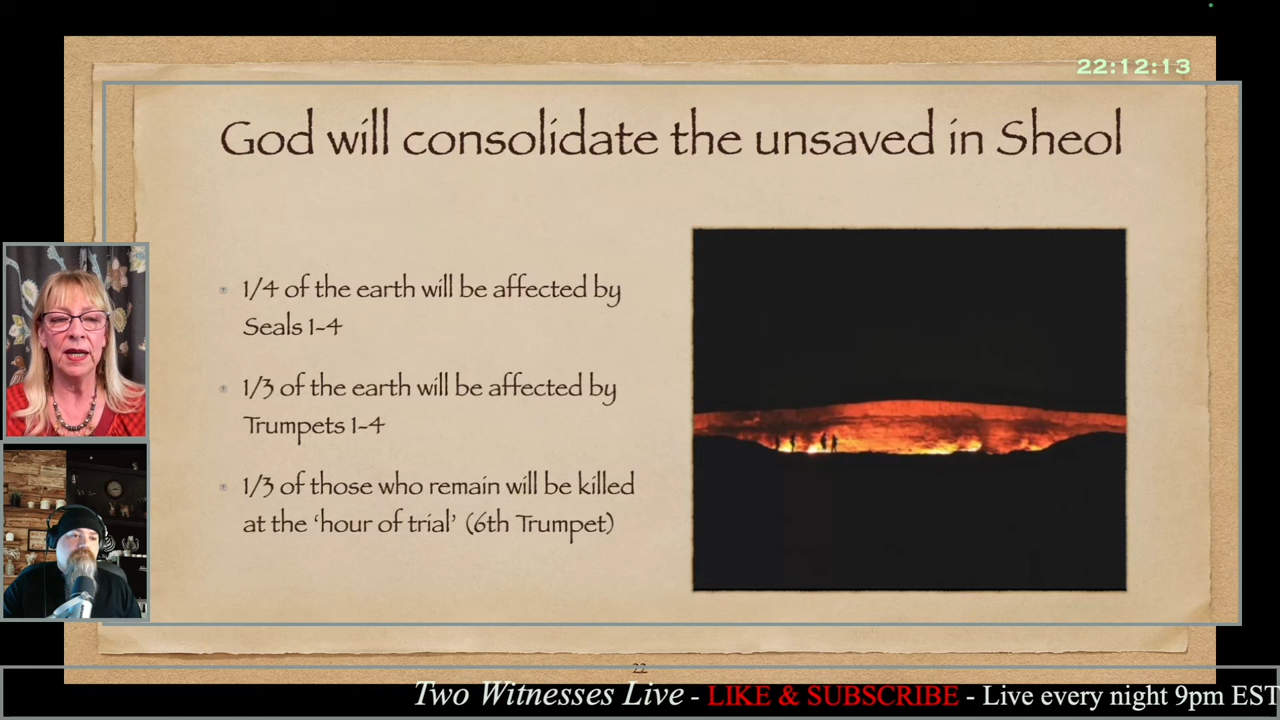 22:12:13
God will consolidate the unsaved in Sheol
1/4 of the earth will be affected by
Seals 1-4
1/3 of the earth will be affected by
Trumpets 1-4
1/3 of those who remain will be killed
at the ‘hour of trial’ (6th Trumpet)
22
Two Witnesses Live - LIKE & SUBSCRIBE - Live every night 9pm EST